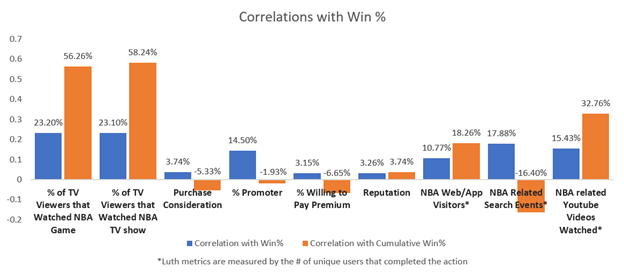 Correlations with Win %
0.7
0.6
0.5
0.4
0.3
0.2
0.1
0
-0.1
-0.2
23.20%
56.26%
23.10%
58.24%
3.74%
-5.33%
14.50%
-1.93%
3.15%
-6.65%
3.26%
3.74%
10.77%
18.26%
17.88%
-16.40%
15.43%
32.76%
% of TV
Viewers that
Watched NBA
Game
% of TV
Viewers that
Watched NBA
TV show
Purchase
Consideration
% Promoter
% Willing to
Pay Premium
Reputation
NBA Web/App
Visitors*
NBA Related
Search Events*
NBA related
Youtube
Videos
Watched*
Correlation with Win%
Correlation with Cumulative Win%
*Luth metrics are measured by the # of unique users that completed the action